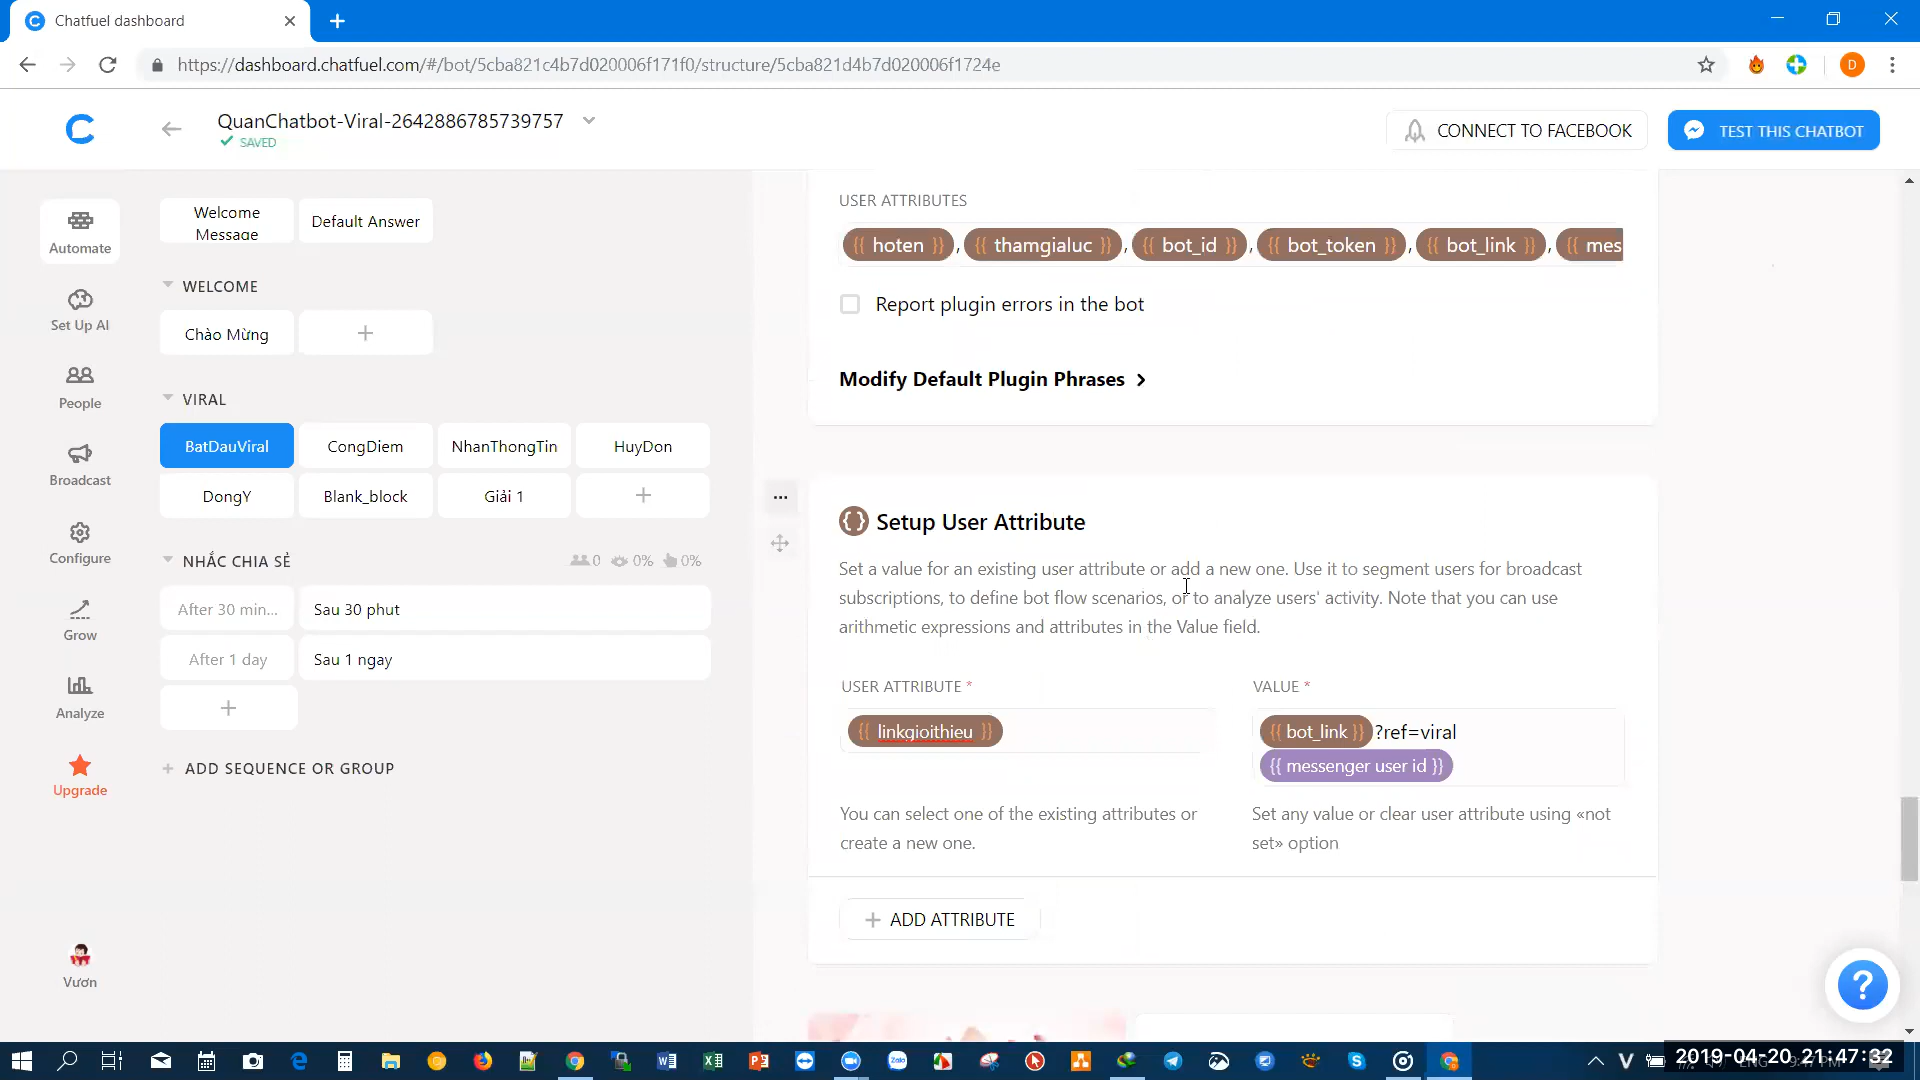 Chatfuel dashboard
https://dashboard.chatfuel.com/#/bot/5cba821c4b7d020006f171f0/structure/5cba821d4b7d020006f1724e
D
QuanChatbot-Viral-2642886785739757
SAVED
CONNECT TO FACEBOOK
TEST THIS CHATBOT
Automate
Set Up AI
People
Broadcast
Configure
Grow
Analyze
Upgrade
Vươn
Welcome
Message
Default Answer
WELCOME
Chào Mừng
VIRAL
BatDauViral
CongDiem
NhanThongTin
HuyDon
DongY
Blank_block
Giải 1
NHẮC CHIA SẺ
0 0% 0%
After 30 min...
Sau 30 phut
After 1 day
Sau 1 ngay
ADD SEQUENCE OR GROUP
USER ATTRIBUTES
{{ hoten }} , {{ thamgialuc }} , {{ bot_id }} , {{ bot_token }} , {{ bot_link }} , {{ mes
Report plugin errors in the bot
Modify Default Plugin Phrases
Setup User Attribute
Set a value for an existing user attribute or add a new one. Use it to segment users for broadcast
subscriptions, to define bot flow scenarios, or to analyze users' activity. Note that you can use
arithmetic expressions and attributes in the Value field.
USER ATTRIBUTE *
{{ linkgioithieu }}
You can select one of the existing attributes or
create a new one.
VALUE *
{{ bot_link }} ?ref=viral
{{ messenger user id }}
Set any value or clear user attribute using «not
set» option
ADD ATTRIBUTE
2019-04-20 21:47:32